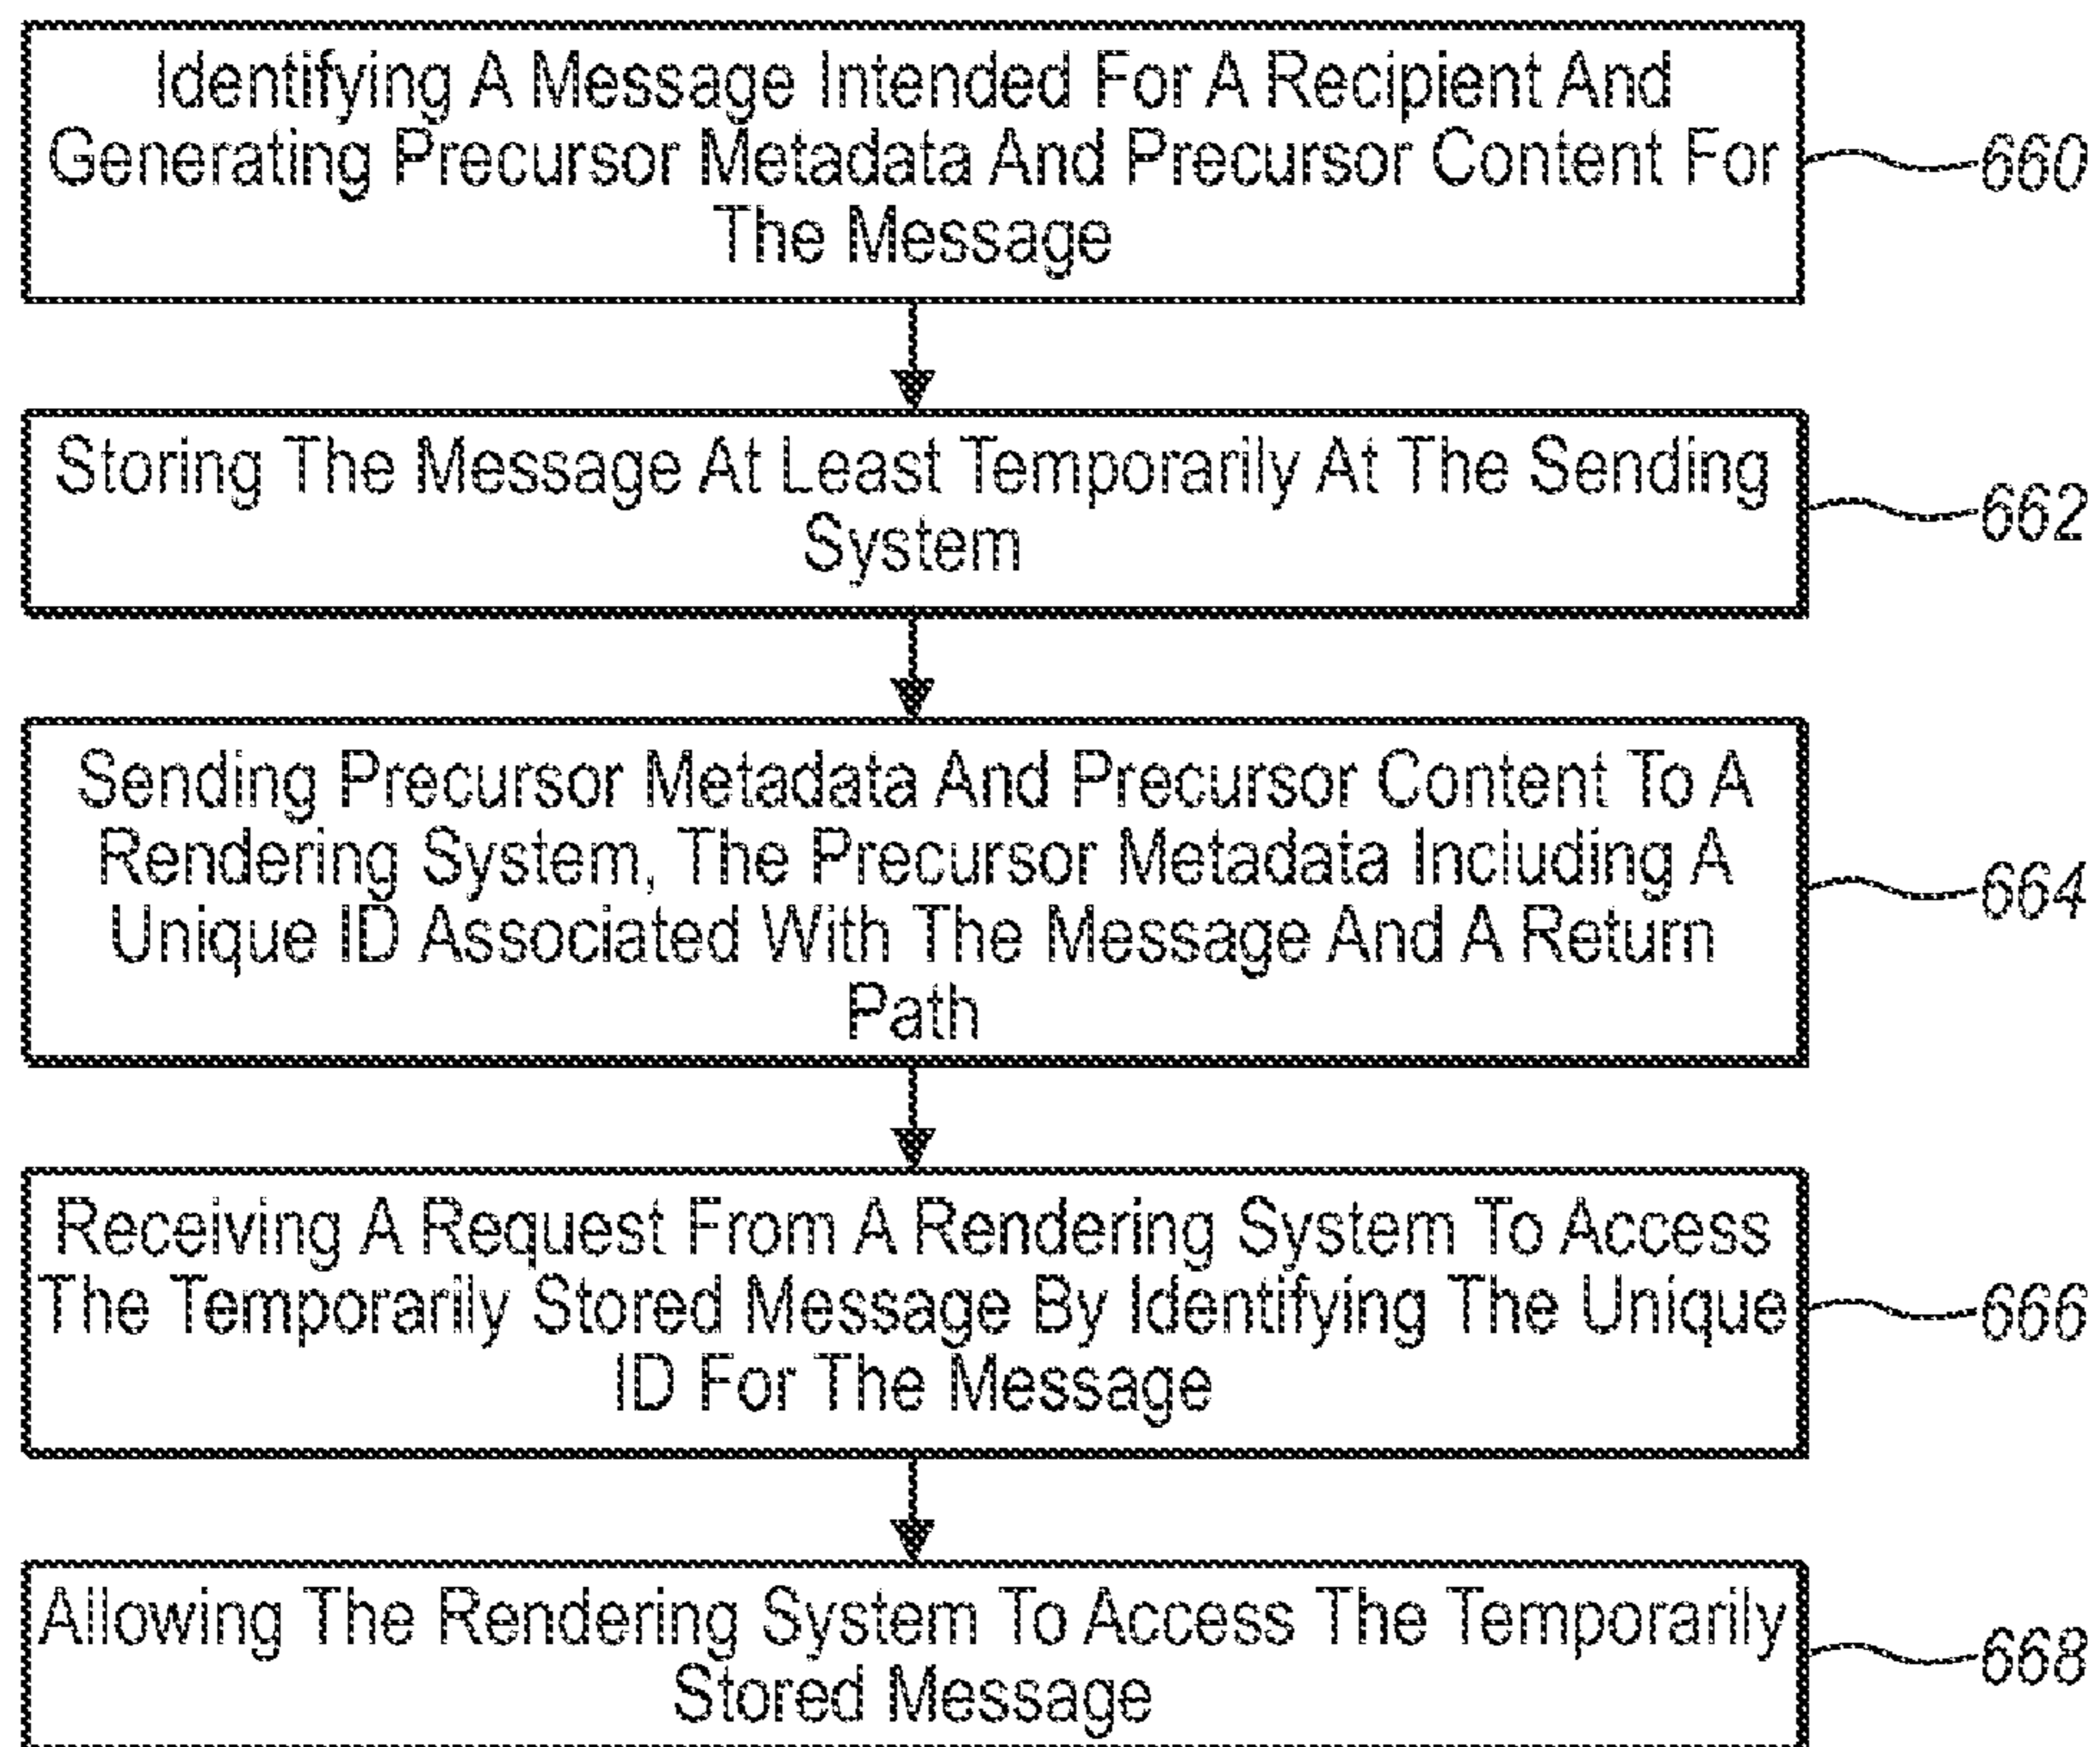 Identifying A Message Intended For A Recipient And
Generating Precursor Metadata And Precursor Content For
The Message
660
Storing The Message At Least Temporarily At The Sending
System
662
Sending Precursor Metadata And Precursor Content To A
Rendering System, The Precursor Metadata Including A
Unique ID Associated With The Message And A Return
Path
664
Receiving A Request From A Rendering System To Access
The Temporarily Stored Message By Identifying The Unique
ID For The Message
666
Allowing The Rendering System To Access The Temporarily
Stored Message
668